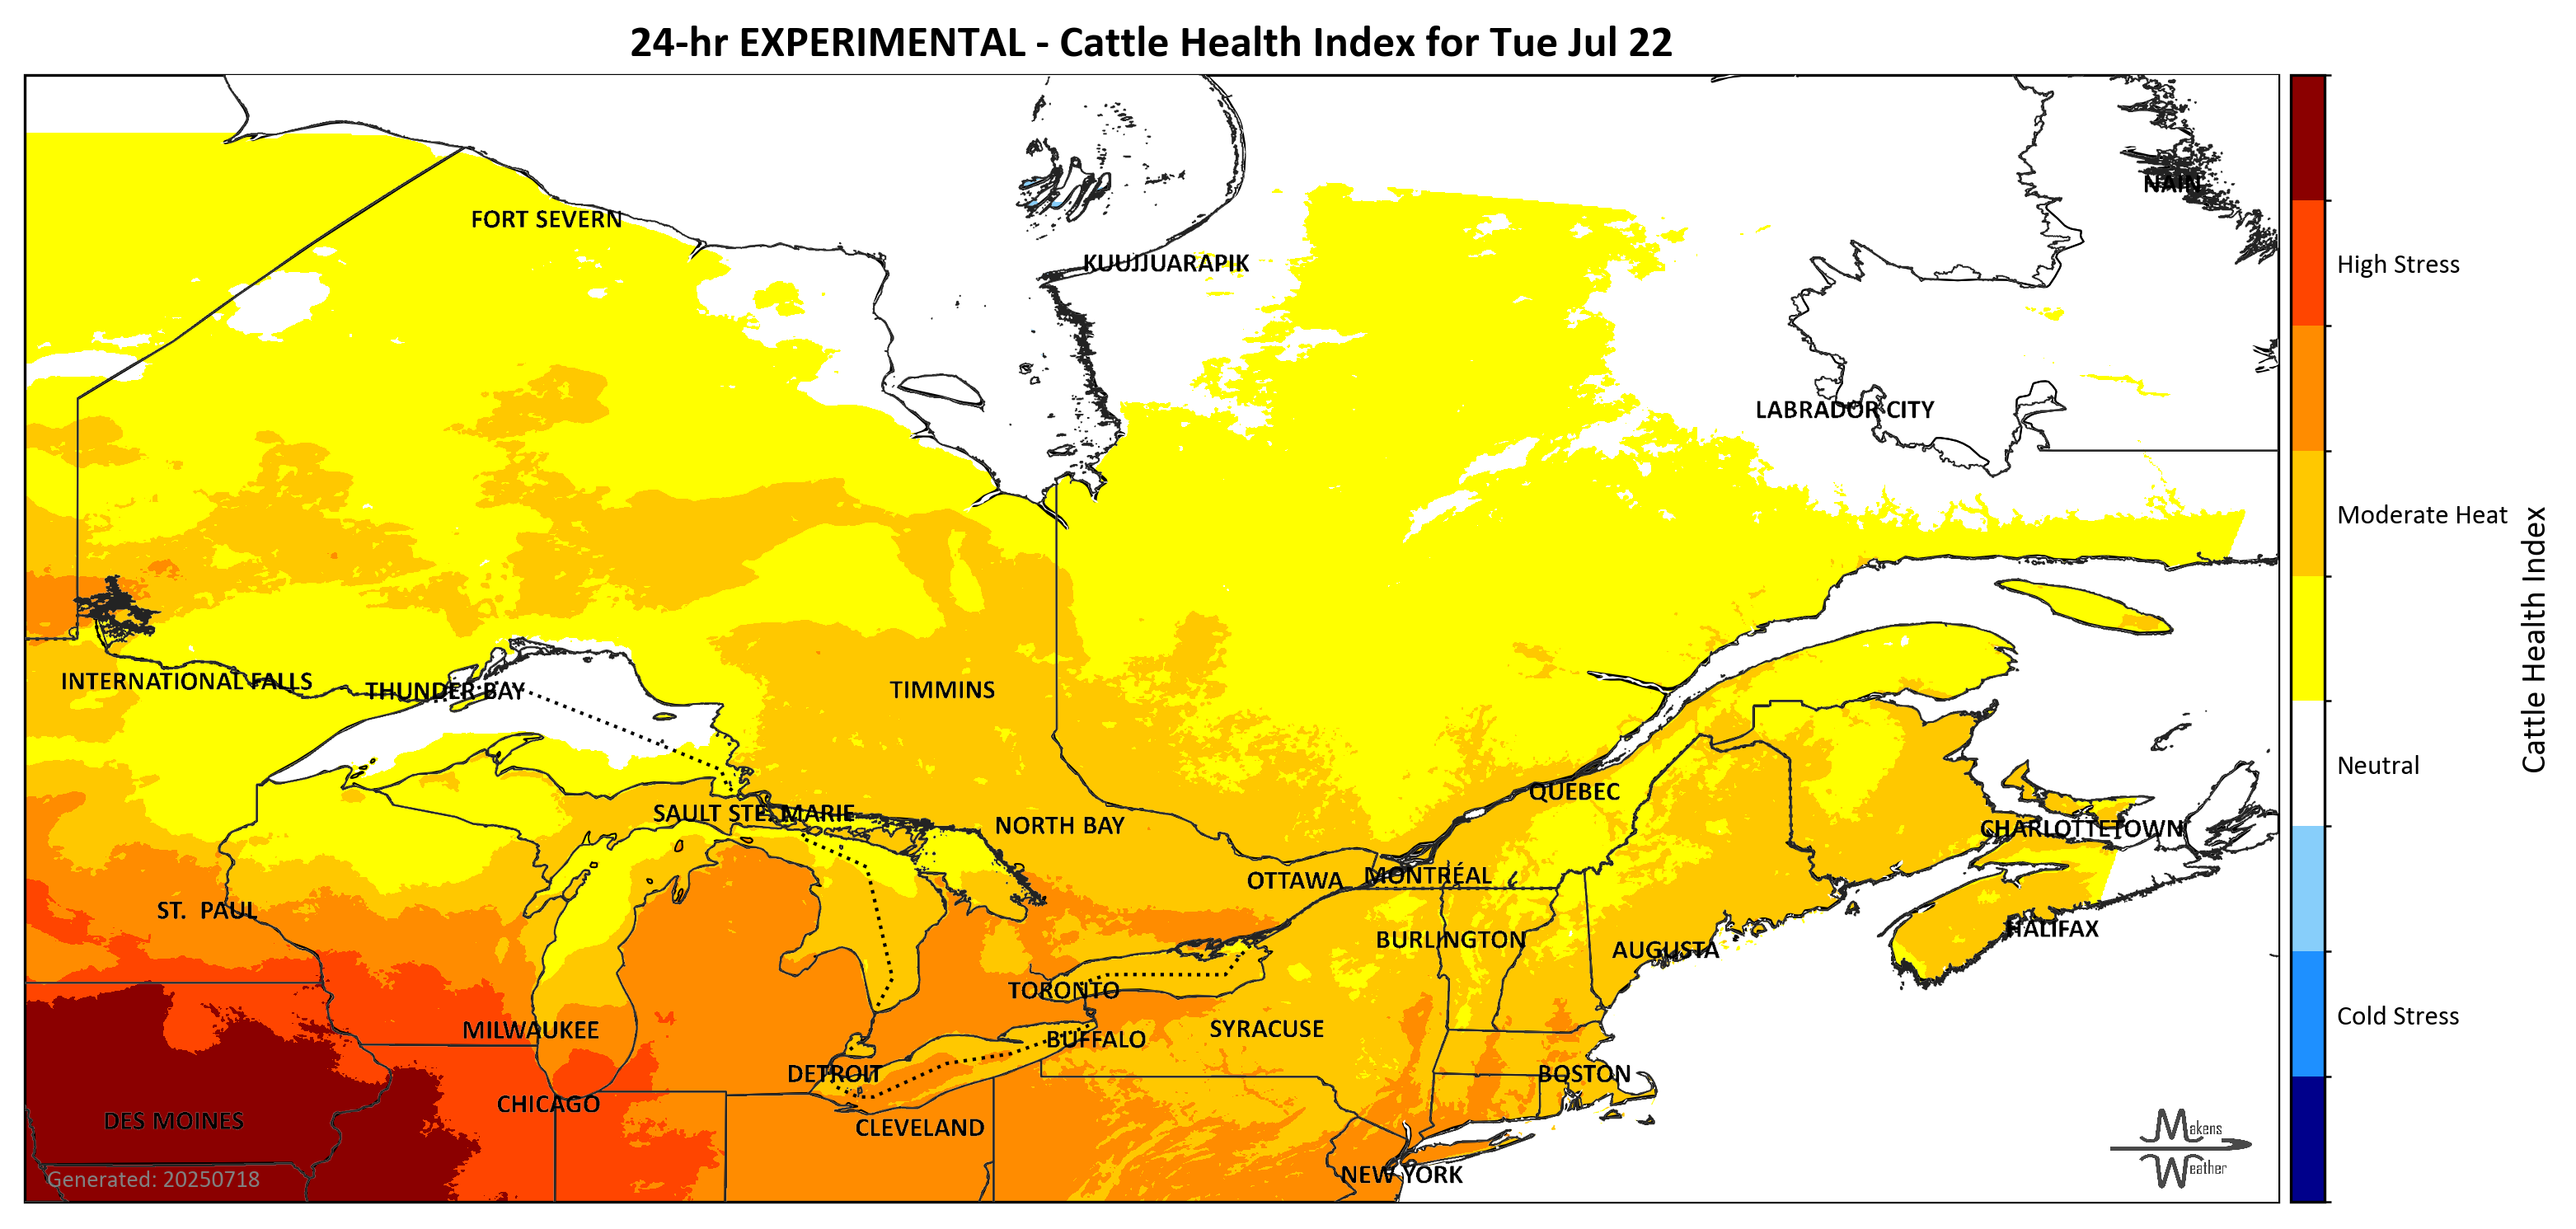 24-hr EXPERIMENTAL - Cattle Health Index for Tue Jul 22
NAIN
FORT SEVERN
KUUJJUARAPIK
High Stress
LABRADOR CITY
Moderate Heat
Cattle Health Index
INTERNATIONAL FALLS
THUNDER BAY
TIMMINS
Neutral
QUEBEC
SAULT STE. MARIE
NORTH BAY
CHARLOTTETOWN
OTTAWA
MONTRÉAL
ST. PAUL
HALIFAX
BURLINGTON
AUGUSTA
TORONTO
Cold Stress
MILWAUKEE
SYRACUSE
BUFFALO
DETROIT
BOSTON
CHICAGO
DES MOINES
CLEVELAND
Makens
Weather
NEW YORK
Generated: 20250718